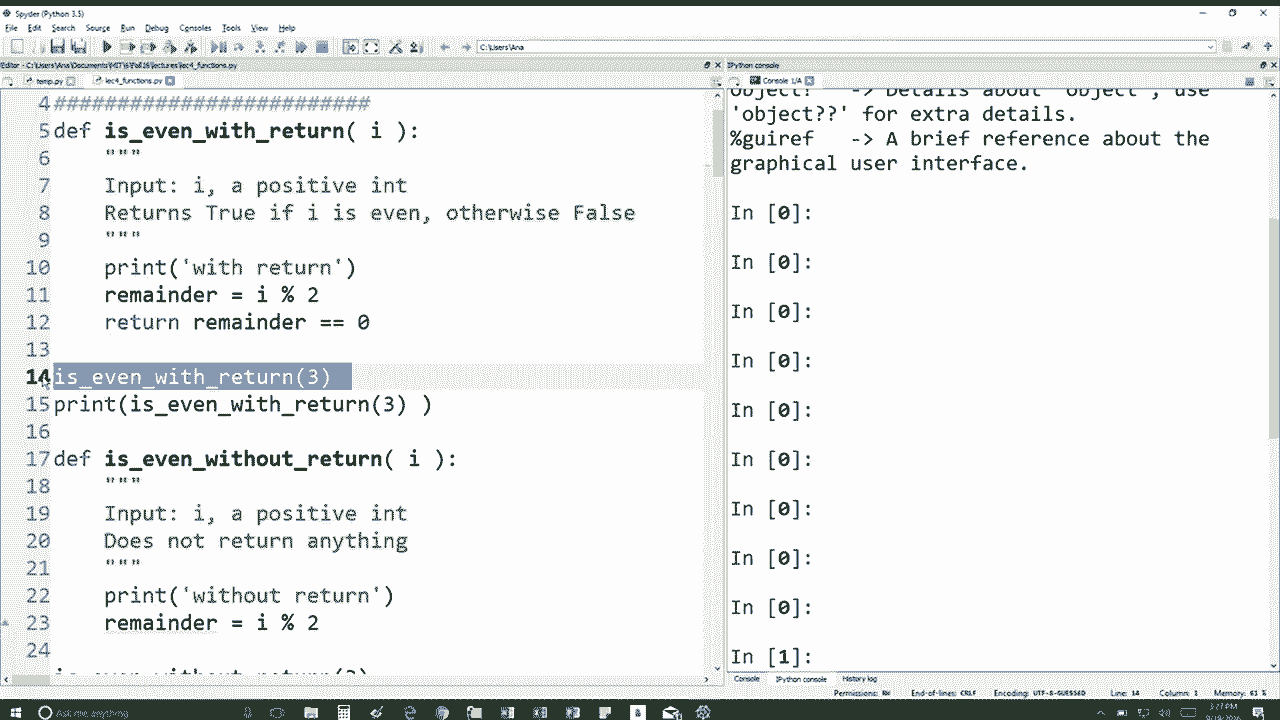 Spyder (Python 3.5)
File Edit Search Source Run Debug Consoles Tools View Help
C:\Users\Ana
Editor - C:\Users\Ana\Documents\MIT\6\Fall16\lectures\lec4_functions.py
temp.py lec4_functions.py
4 #########################
5 def is_even_with_return( i ):
6 """
7 Input: i, a positive int
8 Returns True if i is even, otherwise False
9 """
10 print('with return')
11 remainder = i % 2
12 return remainder == 0
13
14 is_even_with_return(3)
15 print(is_even_with_return(3) )
16
17 def is_even_without_return( i ):
18 """
19 Input: i, a positive int
20 Does not return anything
21 """
22 print('without return')
23 remainder = i % 2
24
IPython console
Console 1/A
object? -> Details about 'object', use
'object??' for extra details.
%guiref -> A brief reference about the
graphical user interface.
In [0]:
In [0]:
In [0]:
In [0]:
In [0]:
In [0]:
In [0]:
In [0]:
In [0]:
In [1]:
Console IPython console History log
Permissions: RW End-of-lines: CRLF Encoding: UTF-8-GUESSED Line: 14 Column: 1 Memory: 61 %
Ask me anything